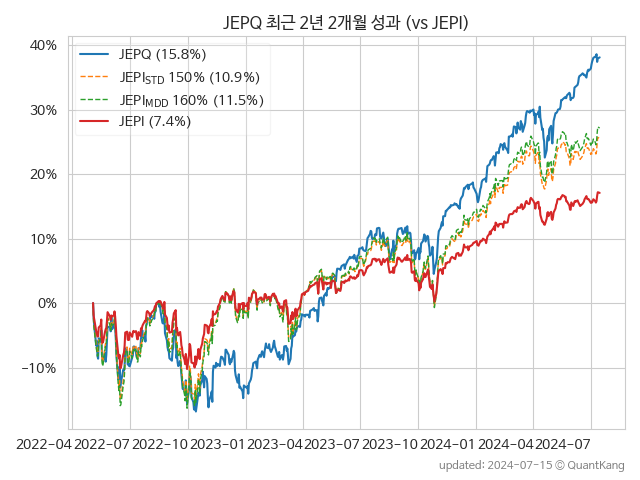 JEPQ 최근 2년 2개월 성과 (vs JEPI)
40%
30%
20%
10%
0%
−10%
JEPQ (15.8%)
JEPI_STD 150% (10.9%)
JEPI_MDD 160% (11.5%)
JEPI (7.4%)
2022-04 2022-07 2022-10 2023-01 2023-04 2023-07 2023-10 2024-01 2024-04 2024-07
updated: 2024-07-15 © QuantKang